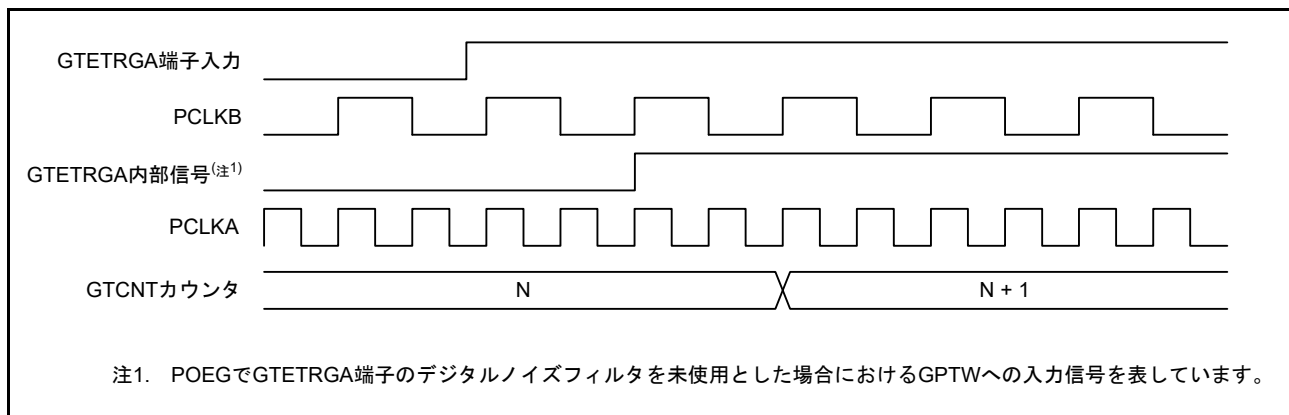 GTETRGA端子入力
PCLKB
GTETRGA内部信号(注1)
PCLKA
GTCNTカウンタ N N + 1
注1. POEGでGTETRGA端子のデジタルノイズフィルタを未使用とした場合におけるGPTWへの入力信号を表しています。